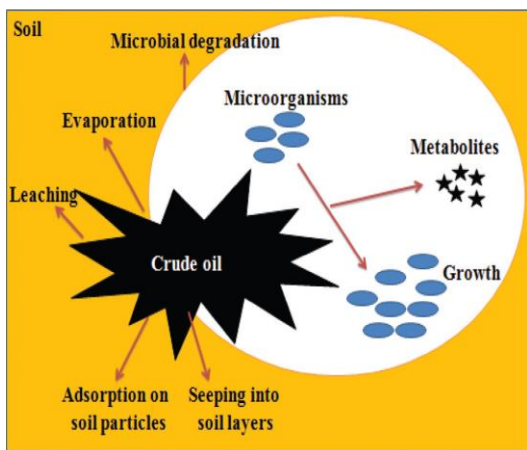 Soil
Microbial degradation
Microorganisms
Evaporation
Metabolites
Leaching
Crude oil
Growth
Adsorption on
soil particles
Seeping into
soil layers